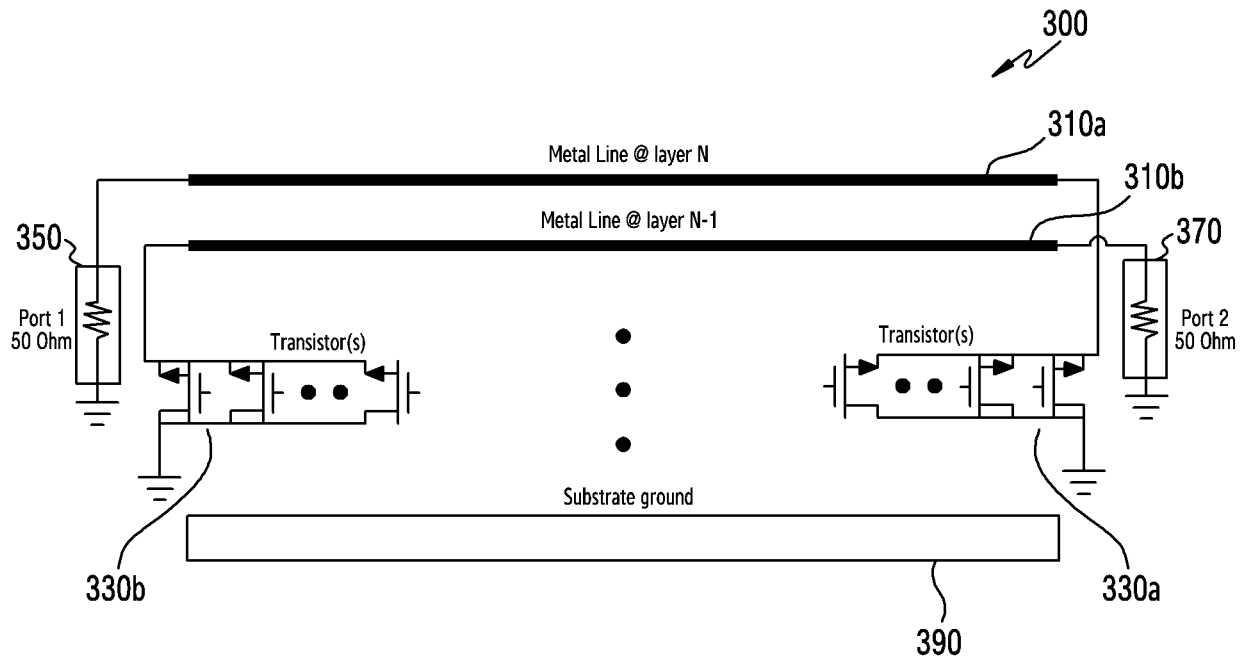 300
310a
Metal Line @ layer N
310b
Metal Line @ layer N-1
350
370
Port 1
50 Ohm
Transistor(s)
Transistor(s)
Port 2
50 Ohm
Substrate ground
330b
330a
390